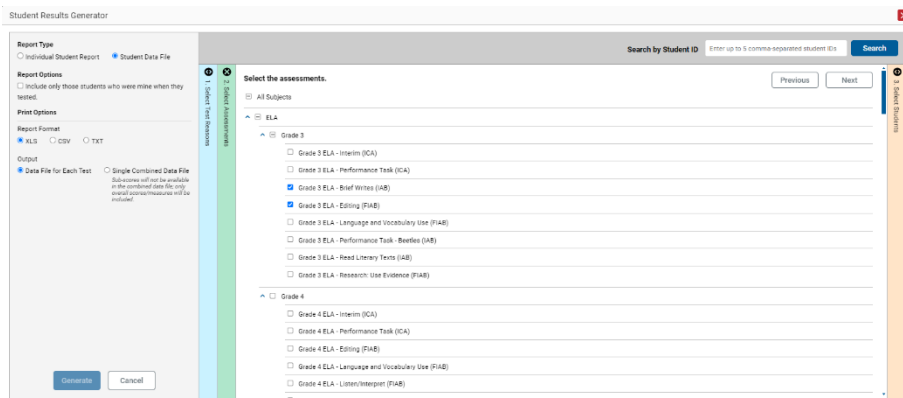 Student Results Generator
Report Type
Individual Student Report Student Data File
Report Options
Include only those students who were mine when they
tested.
Print Options
Report Format
XLS CSV TXT
Output
Data File for Each Test Single Combined Data File
Sub-scores will not be available
in the combined data file; only
overall scores/measures will be
included.
Generate Cancel
1. Select Test Reasons
2. Select Assessments
Search by Student ID Enter up to 5 comma-separated student IDs Search
Select the assessments. Previous Next
All Subjects
ELA
Grade 3
Grade 3 ELA - Interim (ICA)
Grade 3 ELA - Performance Task (ICA)
Grade 3 ELA - Brief Writes (IAB)
Grade 3 ELA - Editing (FIAB)
Grade 3 ELA - Language and Vocabulary Use (FIAB)
Grade 3 ELA - Performance Task - Beetles (IAB)
Grade 3 ELA - Read Literary Texts (IAB)
Grade 3 ELA - Research: Use Evidence (FIAB)
Grade 4
Grade 4 ELA - Interim (ICA)
Grade 4 ELA - Performance Task (ICA)
Grade 4 ELA - Editing (FIAB)
Grade 4 ELA - Language and Vocabulary Use (FIAB)
Grade 4 ELA - Listen/Interpret (FIAB)
3. Select Students